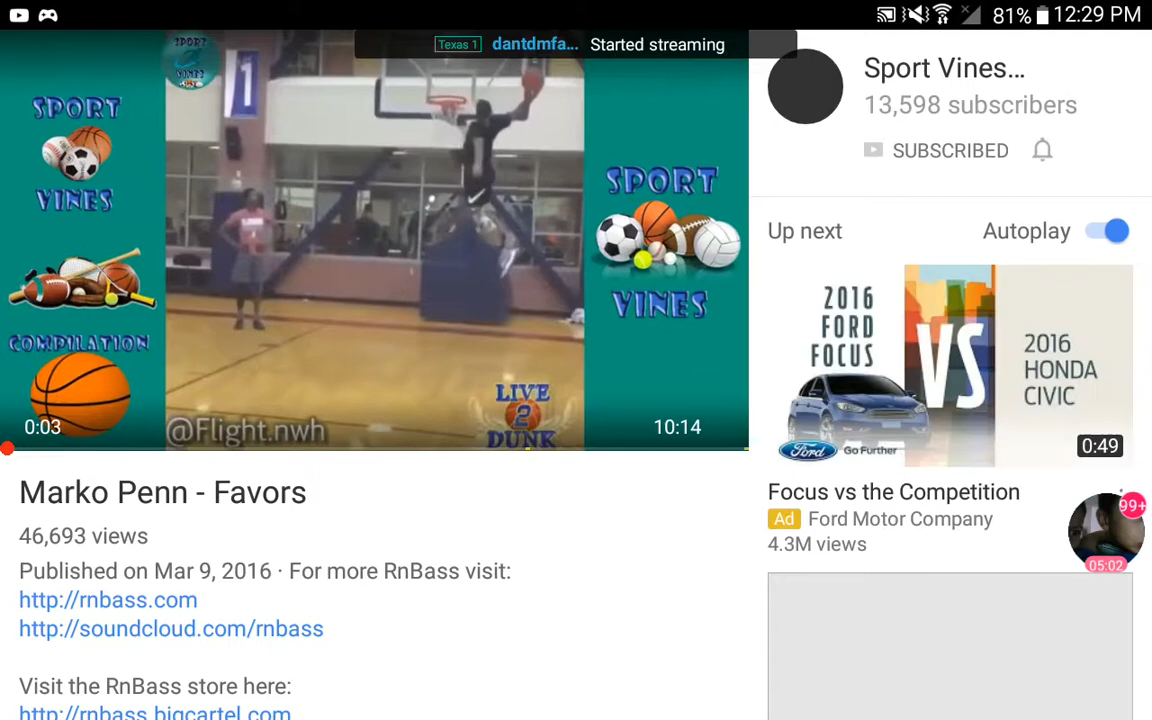 81% 12:29 PM
Texas 1 dantdmfa... Started streaming
SPORT
VINES
SPORT
VINES
COMPILATION
1
SPORT
VINES
LIVE
2
DUNK
@Flight.nwh
0:03
10:14
Sport Vines...
13,598 subscribers
SUBSCRIBED
Up next
Autoplay
2016
FORD
FOCUS
VS
2016
HONDA
CIVIC
Ford
Go Further
0:49
Focus vs the Competition
Ad Ford Motor Company
4.3M views
99+
05:02
Marko Penn - Favors
46,693 views
Published on Mar 9, 2016 · For more RnBass visit:
http://rnbass.com
http://soundcloud.com/rnbass
Visit the RnBass store here:
http://rnbass.bigcartel.com